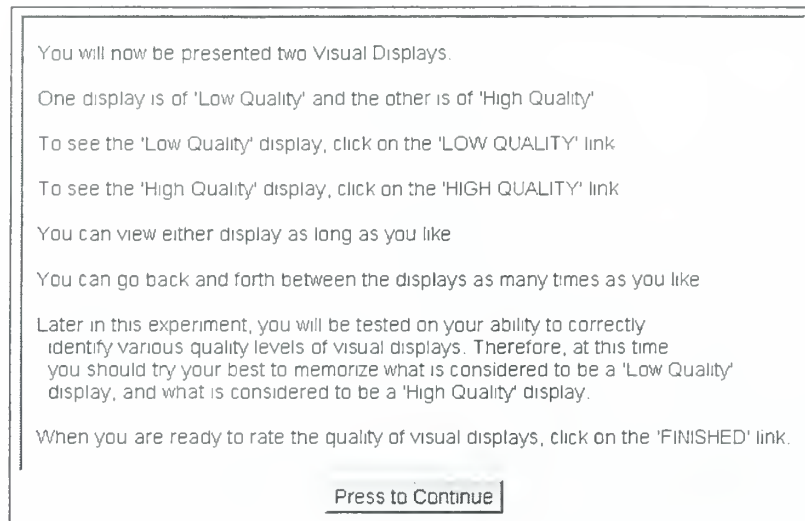 You will now be presented two Visual Displays.
One display is of 'Low Quality' and the other is of 'High Quality'
To see the 'Low Quality' display, click on the 'LOW QUALITY' link
To see the 'High Quality' display, click on the 'HIGH QUALITY' link
You can view either display as long as you like
You can go back and forth between the displays as many times as you like
Later in this experiment, you will be tested on your ability to correctly
identify various quality levels of visual displays. Therefore, at this time
you should try your best to memorize what is considered to be a 'Low Quality'
display, and what is considered to be a 'High Quality' display.
When you are ready to rate the quality of visual displays, click on the 'FINISHED' link.
Press to Continue